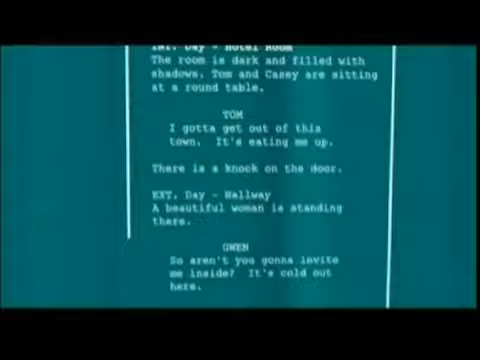 INT. Day - Hotel Room
The room is dark and filled with
shadows. Tom and Casey are sitting
at a round table.
TOM
I gotta get out of this
town. It's eating me up.
There is a knock on the door.
EXT. Day - Hallway
A beautiful woman is standing
there.
GWEN
So aren't you gonna invite
me inside? It's cold out
here.